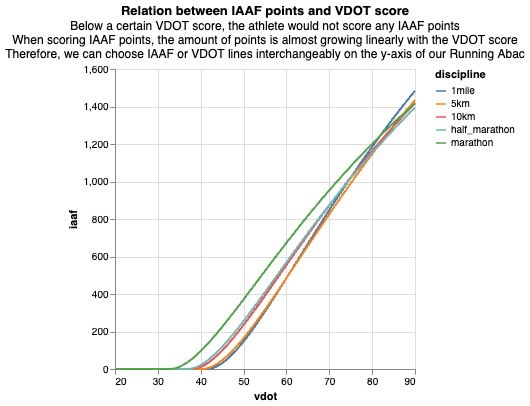 Relation between IAAF points and VDOT score
Below a certain VDOT score, the athlete would not score any IAAF points
When scoring IAAF points, the amount of points is almost growing linearly with the VDOT score
Therefore, we can choose IAAF or VDOT lines interchangeably on the y-axis of our Running Abac
discipline
1mile
5km
10km
half_marathon
marathon
iaaf
1,600
1,400
1,200
1,000
800
600
400
200
0
20 30 40 50 60 70 80 90
vdot